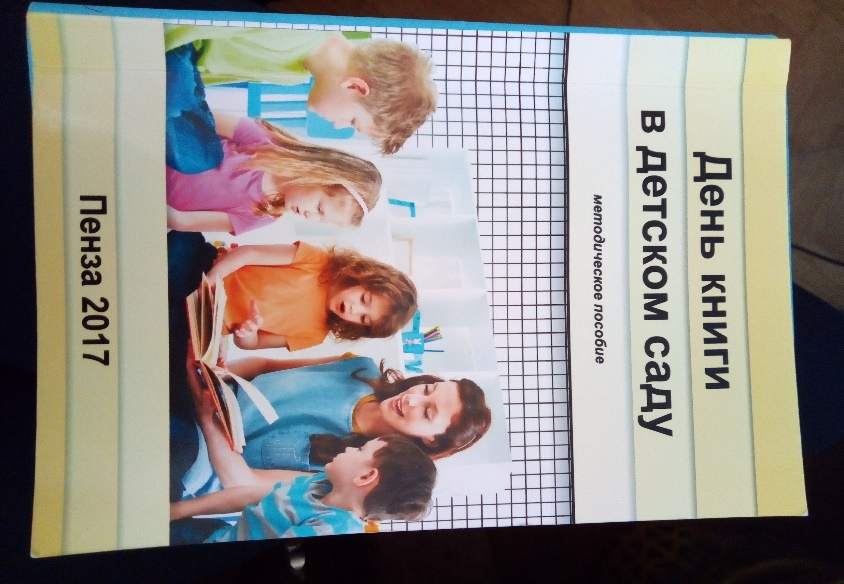 День книги
в детском саду
методическое пособие
Пенза 2017